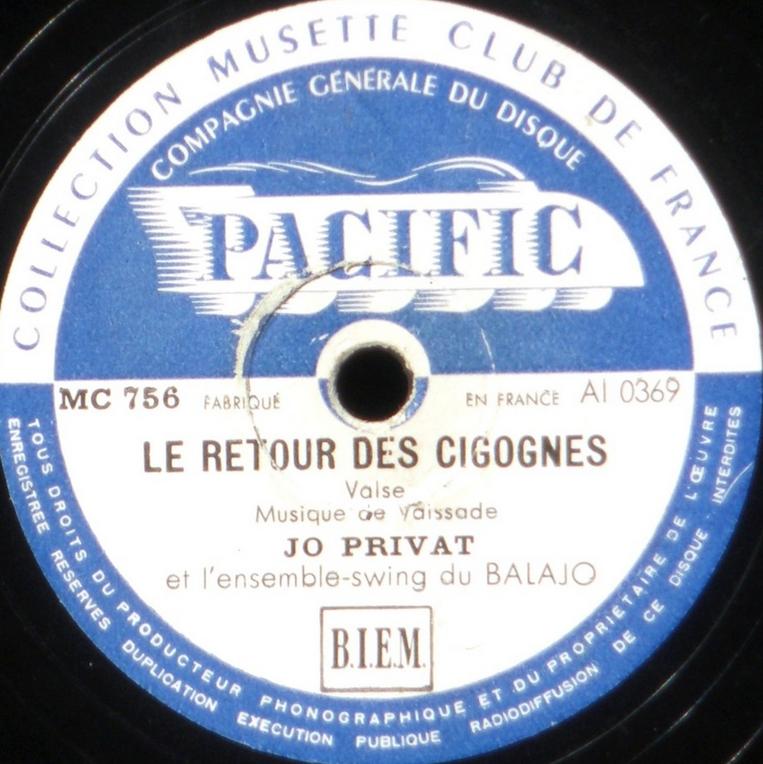 COLLECTION MUSETTE CLUB DE FRANCE
COMPAGNIE GÉNÉRALE DU DISQUE
PACIFIC
MC 756 FABRIQUÉ EN FRANCE AI 0369
LE RETOUR DES CIGOGNES
Valse
Musique de Vaissade
JO PRIVAT
et l'ensemble-swing du BALAJO
B.I.E.M.
TOUS DROITS DU PRODUCTEUR PHONOGRAPHIQUE ET DU PROPRIÉTAIRE DE L'ŒUVRE
ENREGISTRÉE RÉSERVÉS DUPLICATION EXÉCUTION PUBLIQUE RADIODIFFUSION DE CE DISQUE INTERDITES